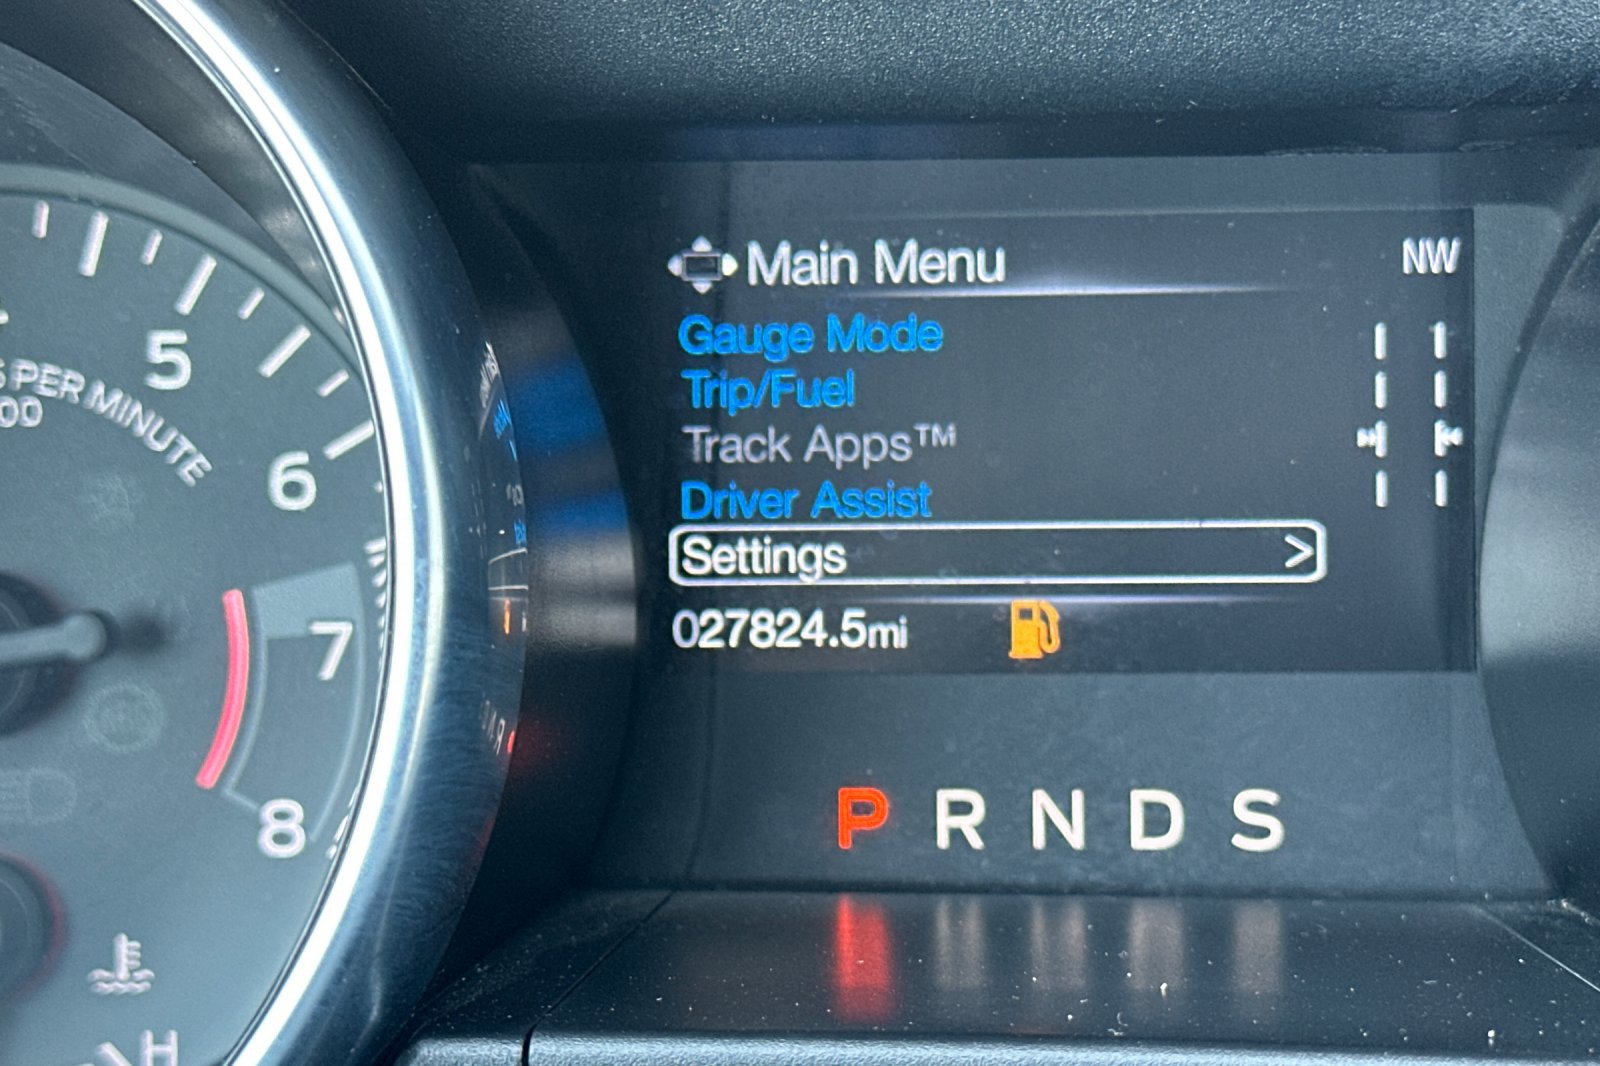 Main Menu
NW
Gauge Mode
Trip/Fuel
Track Apps™
Driver Assist
Settings >
027824.5mi
P R N D S
5
6
7
8
PER MINUTE
H